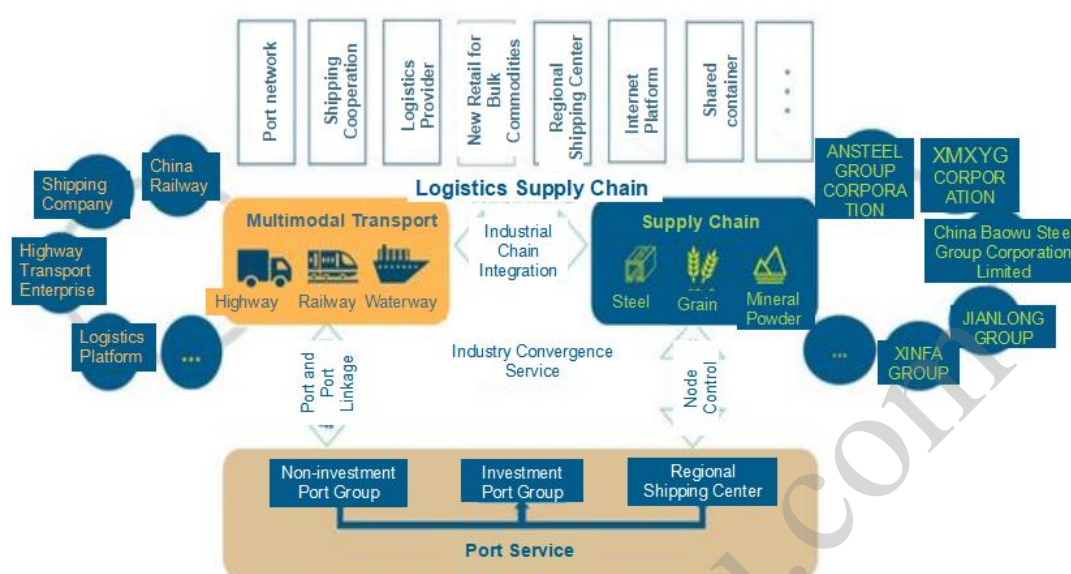 Port network
Shipping
Cooperation
Logistics
Provider
New Retail for
Bulk
Commodities
Regional
Shipping Center
Internet
Platform
Shared
container
• • • •
Logistics Supply Chain
China
Railway
Shipping
Company
Highway
Transport
Enterprise
Logistics
Platform
...
Multimodal Transport
Highway
Railway
Waterway
Industrial
Chain
Integration
Supply Chain
Steel
Grain
Mineral
Powder
ANSTEEL
GROUP
CORPORA
TION
XMXYG
CORPOR
ATION
China Baowu Stee
Group Corporation
Limited
JIANLONG
GROUP
XINFA
GROUP
...
Port and
Port
Linkage
Industry Convergence
Service
Node
Control
Non-investment
Port Group
Investment
Port Group
Regional
Shipping Center
Port Service
.com